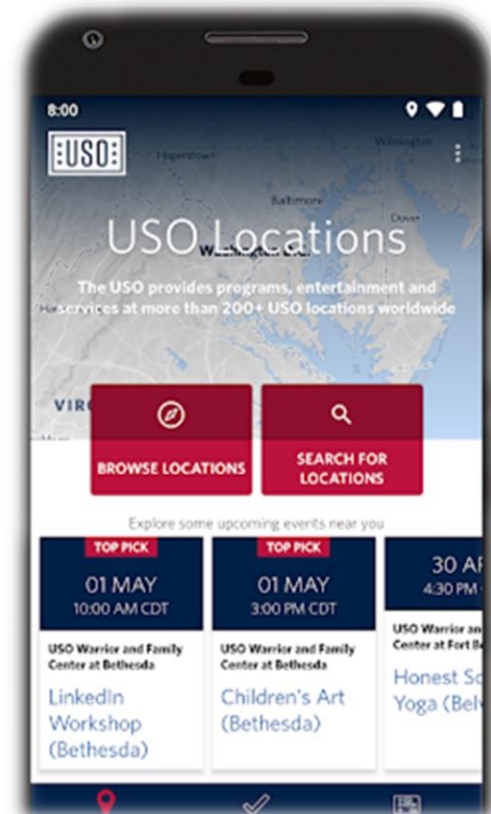 8:00
:USO:
Hagerstown
Wilmington
Baltimore
Dover
USO Locations
The USO provides programs, entertainment and
services at more than 200+ USO locations worldwide
BROWSE LOCATIONS
SEARCH FOR
LOCATIONS
Explore some upcoming events near you
TOP PICK
01 MAY
10:00 AM CDT
USO Warrior and Family
Center at Bethesda
LinkedIn
Workshop
(Bethesda)
TOP PICK
01 MAY
3:00 PM CDT
USO Warrior and Family
Center at Bethesda
Children's Art
(Bethesda)
30
4:30 PM
USO Warrior
Center at Fort
Honest
Yoga